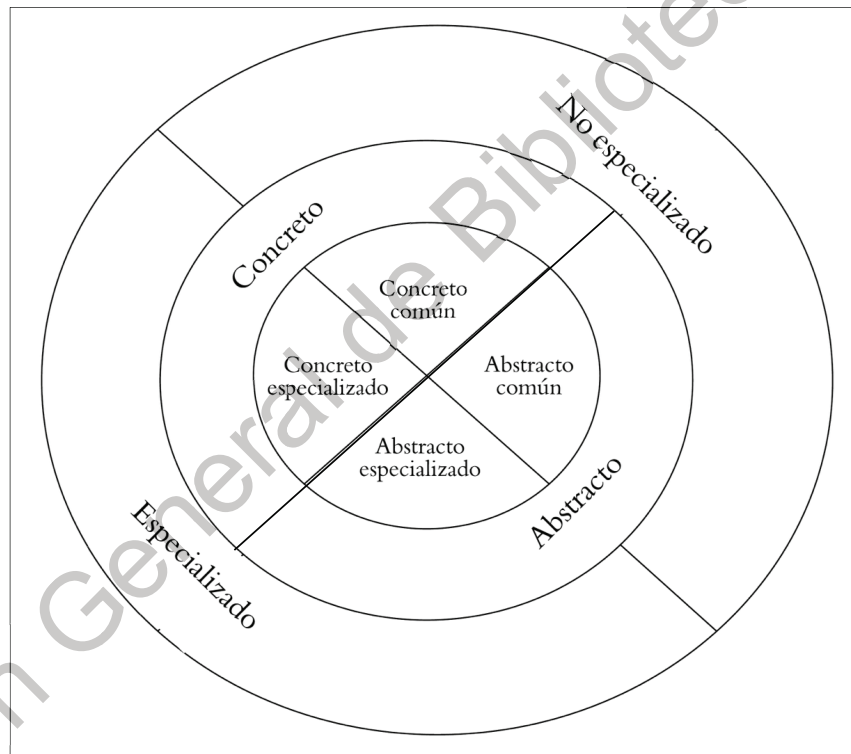 No especializado
Concreto
Concreto
común
Concreto
especializado
Abstracto
común
Abstracto
especializado
Abstracto
Especializado
n General de Bibliotec